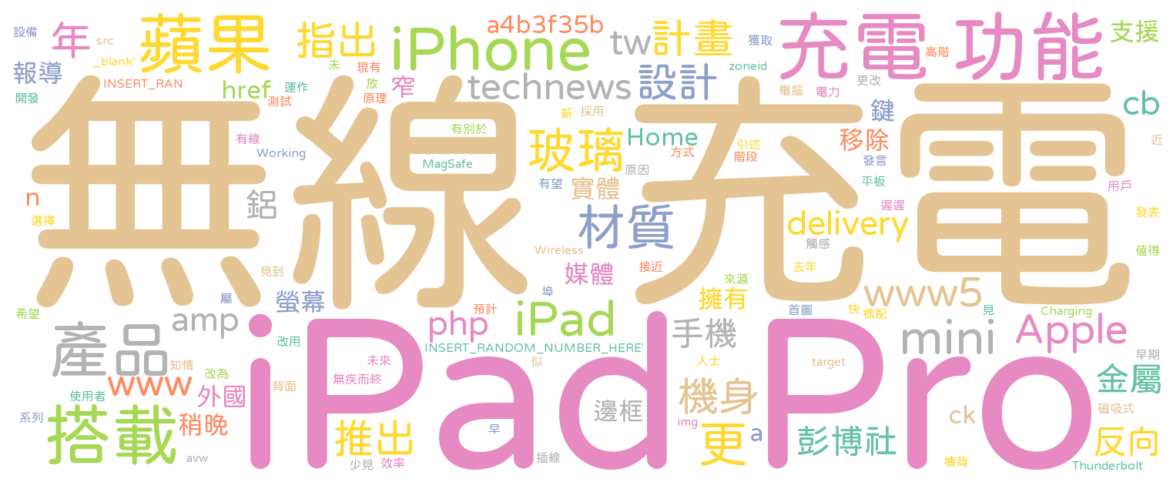 設備 年 src 蘋果 指出 iPhone a4b3f35b tw 計畫 獲取 充電 功能 支援
_blank' 報導 INSERT_RAN 未 現有 放 窄 technews 設計 zoneid 高階
開發 href 運作 測試 原理 新 採用 電腦 電力 更改 鍵 cb
無線充電
有線 Working 有別於 MagSafe 玻璃 Home 原因 方式 引述 階段 移除 發言 近
n 鋁 有望 實體 平板 用戶
選擇 材質 delivery 遲遲 發表
見到 Wireless 媒體 接近 觸感 去年 來源 值得
希望 屬 螢幕 預計 埠 擁有 www5 首圖 快 標配 見 Charging
產品 amp php iPad 手機 mini Apple
iPad Pro
改用 INSERT_RANDOM_NUMBER_HERE' 似 人士 target 早期
www 知情 改為 背面 未來 無疾而終 金屬
使用者 外國 機身 磁吸式
系列 搭載 稍晚 推出 早 邊框 img 更 a 彭博社 ck 反向
avw 少見 效率 插線 機背 Thunderbolt